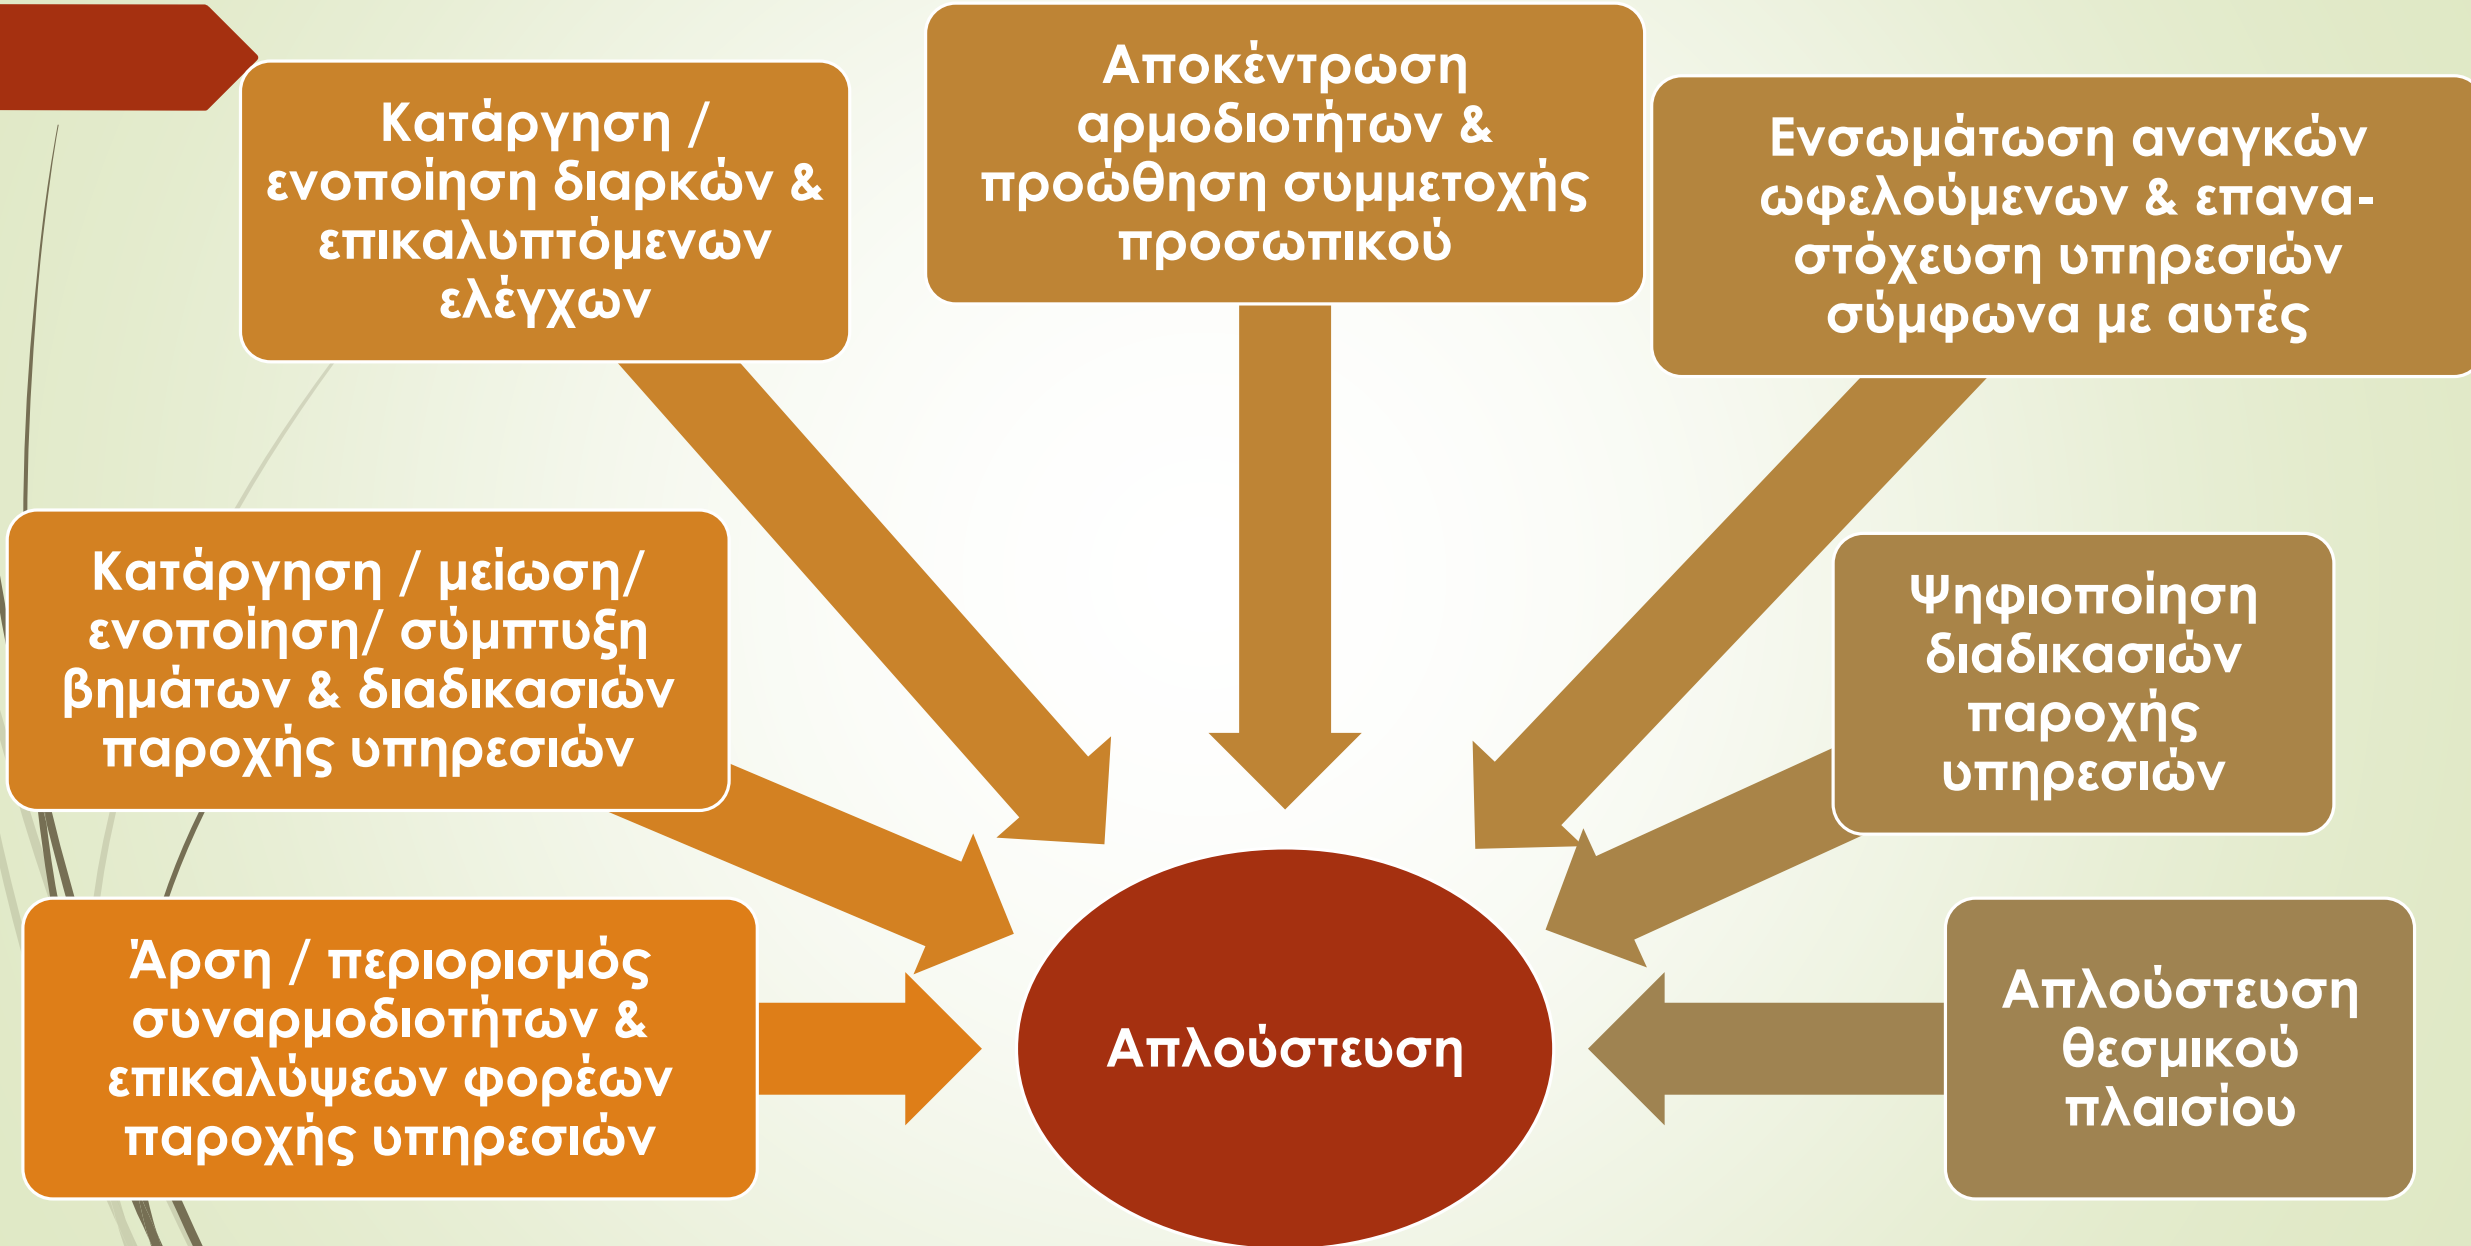 Κατάργηση /
ενοποίηση διαρκών &
επικαλυπτόμενων
ελέγχων
Αποκέντρωση
αρμοδιοτήτων &
προώθηση συμμετοχής
προσωπικού
Ενσωμάτωση αναγκών
ωφελούμενων & επανα-
στόχευση υπηρεσιών
σύμφωνα με αυτές
Κατάργηση / μείωση/
ενοποίηση/ σύμπτυξη
βημάτων & διαδικασιών
παροχής υπηρεσιών
Ψηφιοποίηση
διαδικασιών
παροχής
υπηρεσιών
Άρση / περιορισμός
συναρμοδιοτήτων &
επικαλύψεων φορέων
παροχής υπηρεσιών
Απλούστευση
Απλούστευση
θεσμικού
πλαισίου